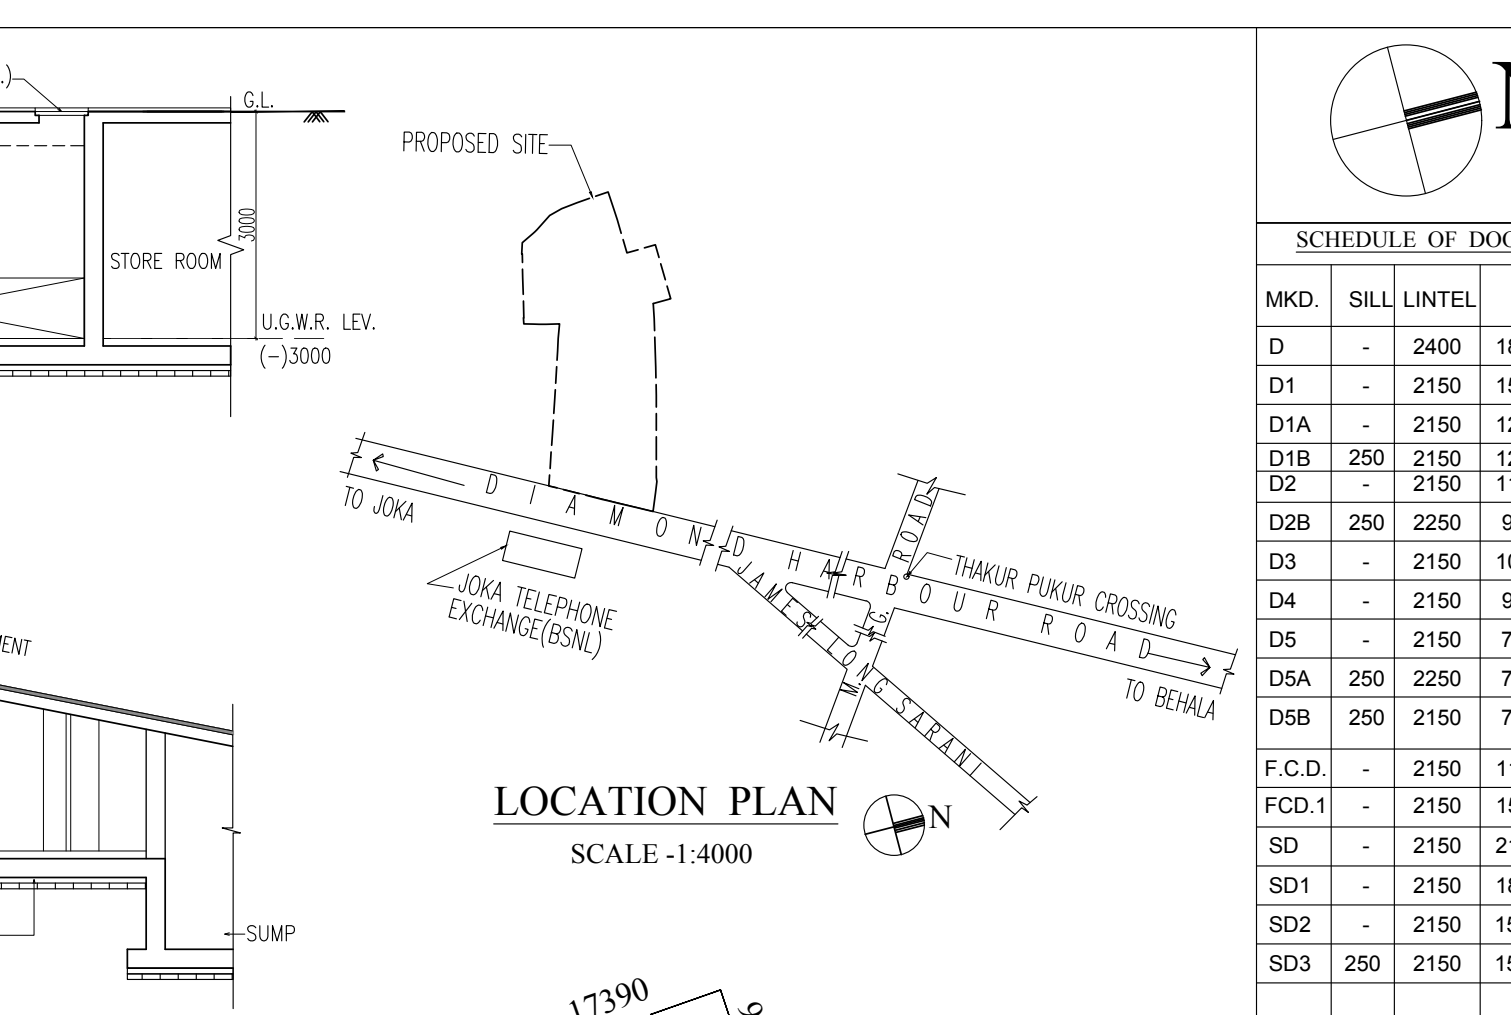 G.L.
3000
STORE ROOM
U.G.W.R. LEV.
(-)3000
PROPOSED SITE
TO JOKA
DIAMOND HARBOUR ROAD
ROAD
M. G.
JAMES LONG SARANI
THAKUR PUKUR CROSSING
TO BEHALA
JOKA TELEPHONE
EXCHANGE(BSNL)
LOCATION PLAN
N
SCALE -1:4000
SUMP
17390
SCHEDULE OF
MKD. SILL LINTEL
D - 2400
D1 - 2150
D1A - 2150
D1B 250 2150
D2 - 2150
D2B 250 2250
D3 - 2150
D4 - 2150
D5 - 2150
D5A 250 2250
D5B 250 2150
F.C.D. - 2150
FCD.1 - 2150
SD - 2150
SD1 - 2150
SD2 - 2150
SD3 250 2150